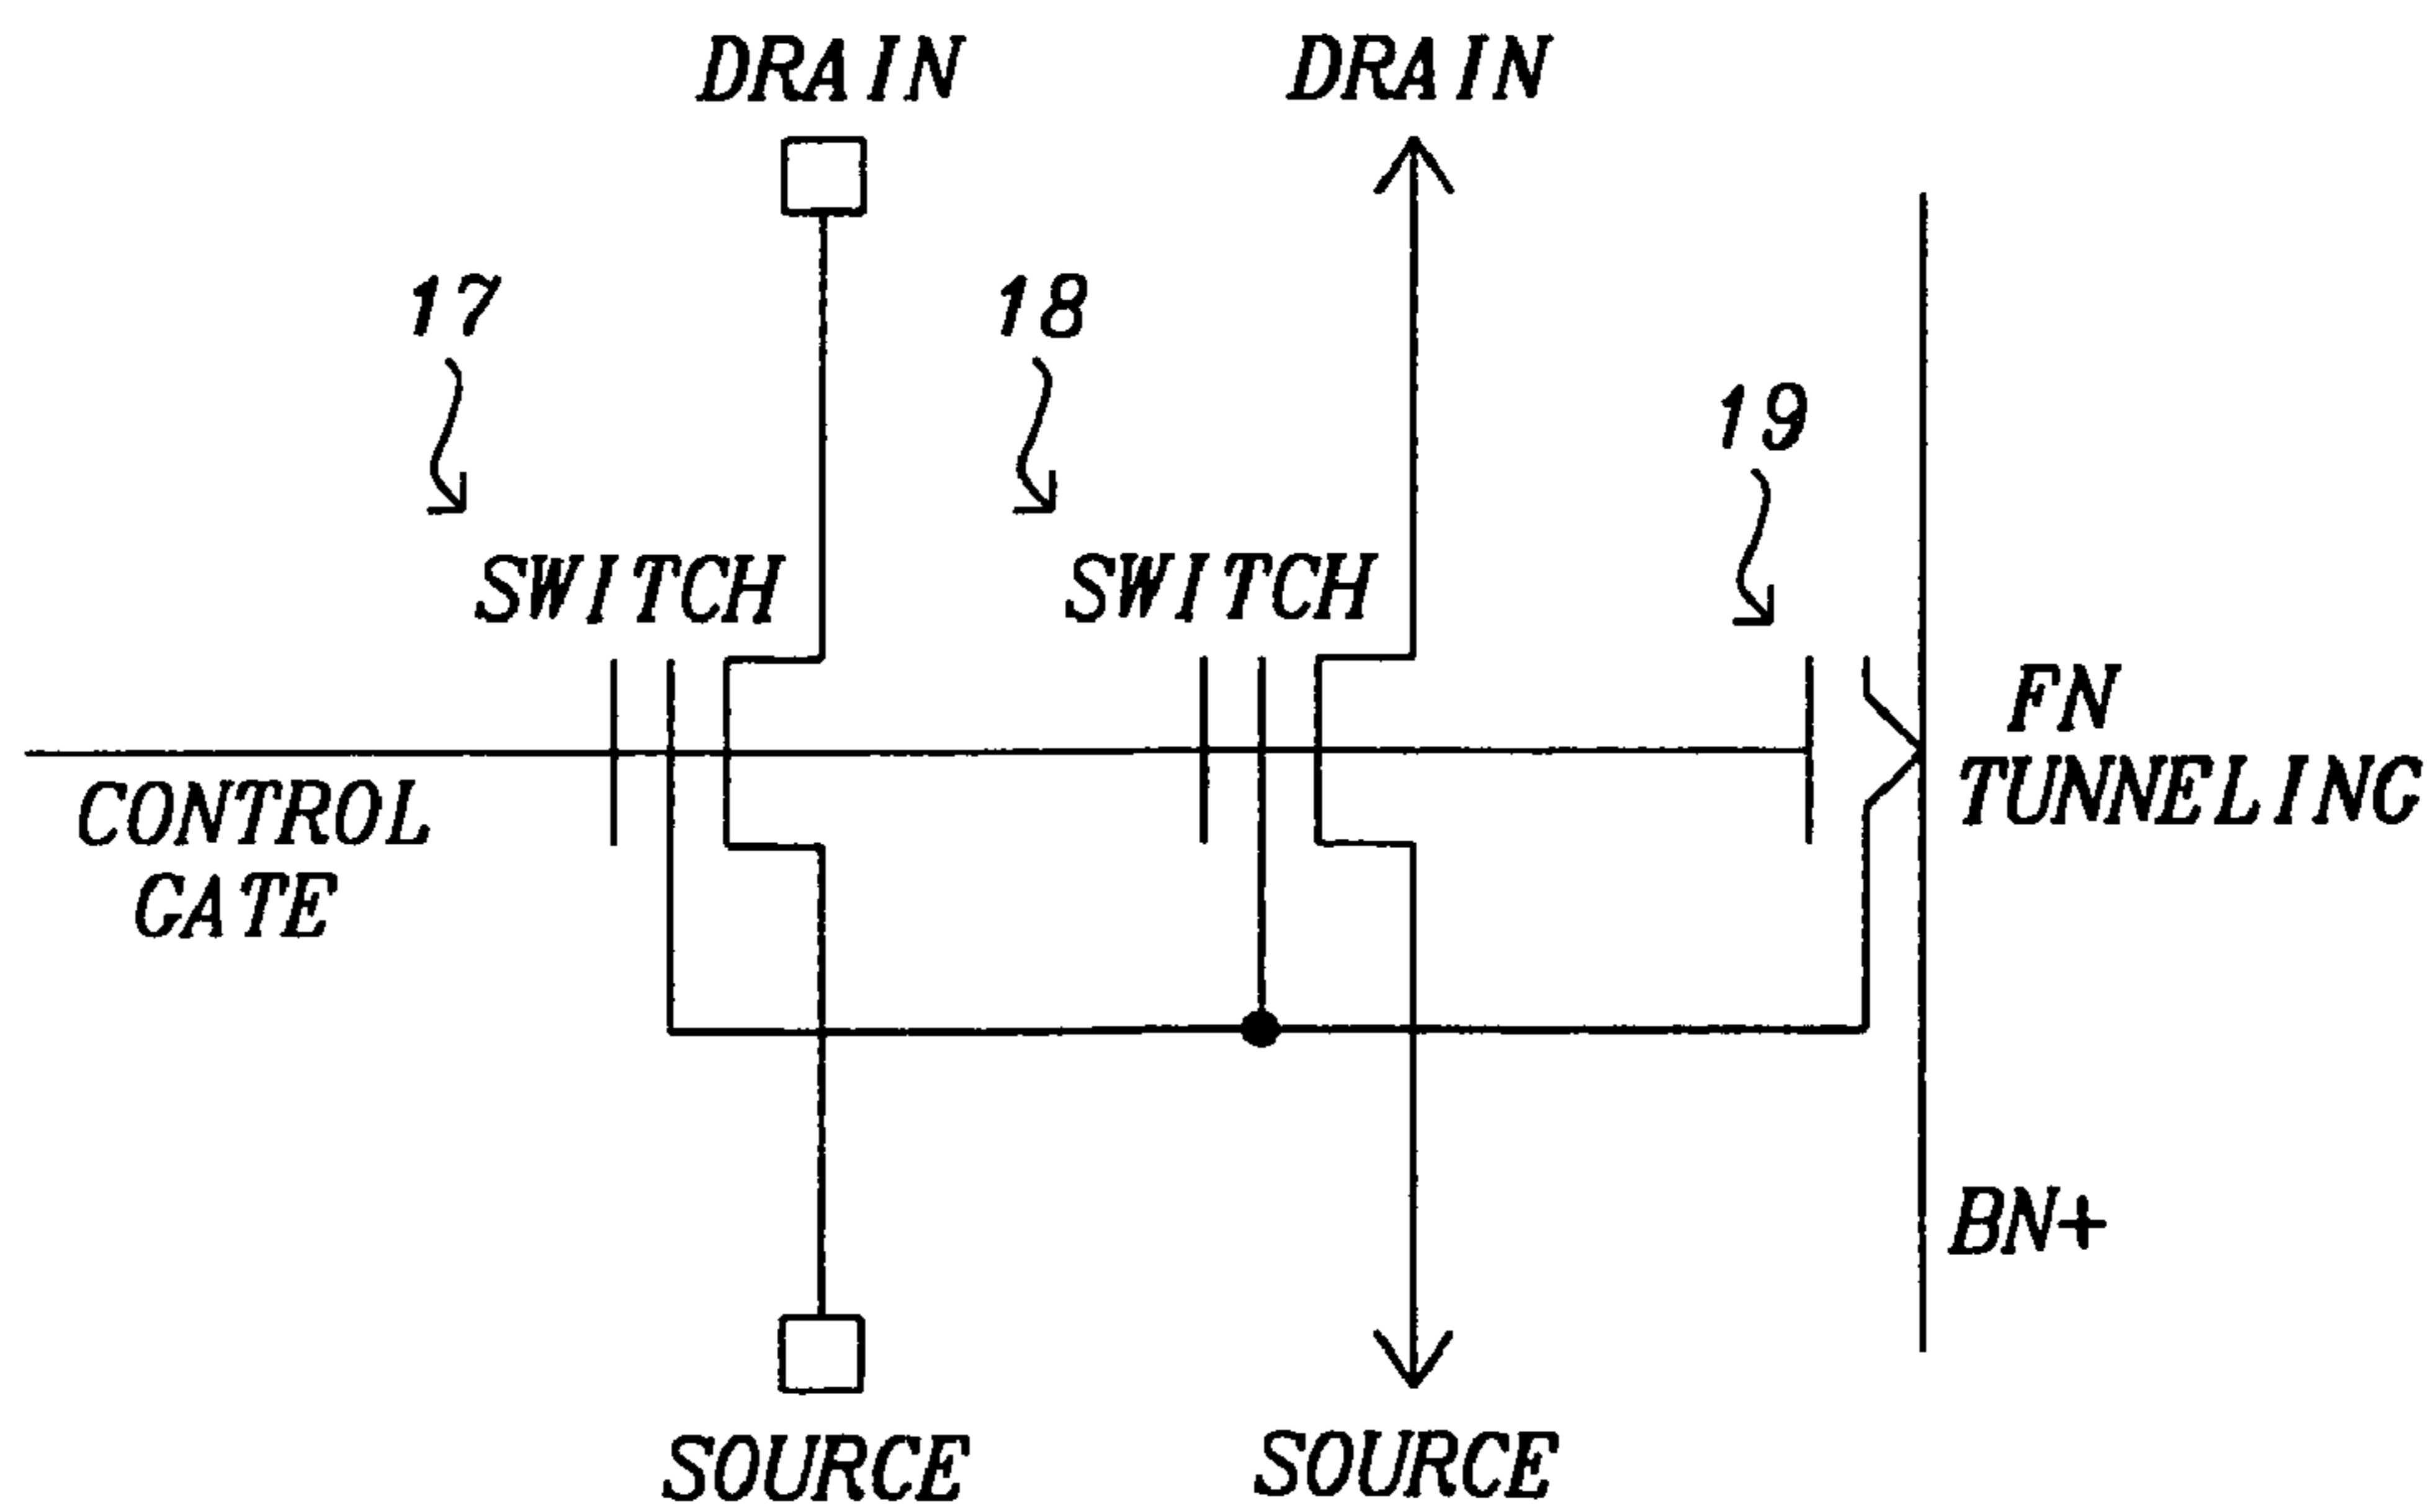 DRAIN
DRAIN
17
18
19
SWITCH
SWITCH
FN
TUNNELING
CONTROL
GATE
BN+
SOURCE
SOURCE